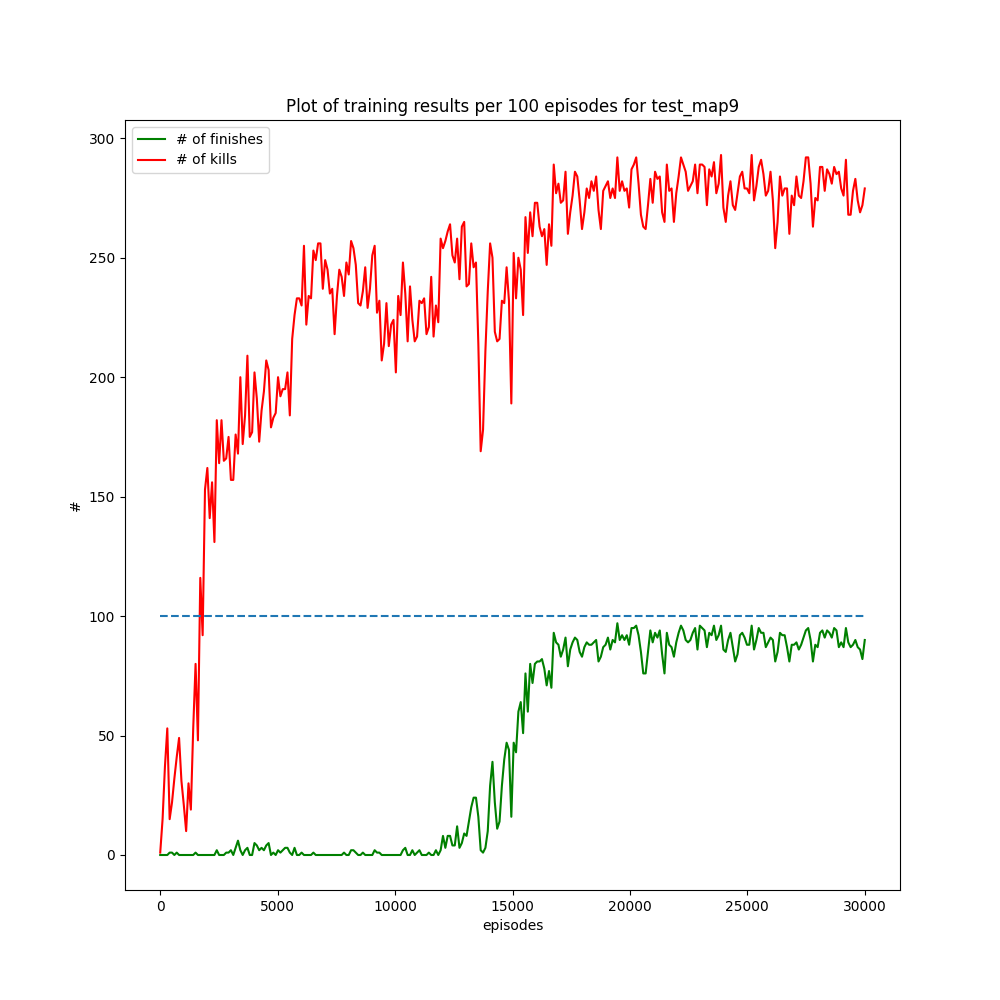 Plot of training results per 100 episodes for test_map9
# of finishes
# of kills
300
250
200
150
100
50
0
#
0 5000 10000 15000 20000 25000 30000
episodes